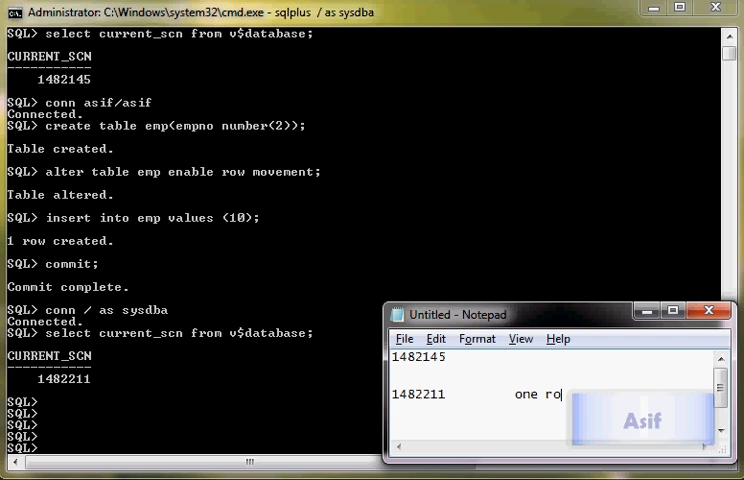 Administrator: C:\Windows\system32\cmd.exe - sqlplus / as sysdba
SQL> select current_scn from v$database;
CURRENT_SCN
-----------
1482145
SQL> conn asif/asif
Connected.
SQL> create table emp(empno number(2));
Table created.
SQL> alter table emp enable row movement;
Table altered.
SQL> insert into emp values (10);
1 row created.
SQL> commit;
Commit complete.
SQL> conn / as sysdba
Connected.
SQL> select current_scn from v$database;
CURRENT_SCN
-----------
1482211
SQL>
SQL>
SQL>
SQL>
SQL>
Untitled - Notepad
File Edit Format View Help
1482145
1482211 one ro
Asif